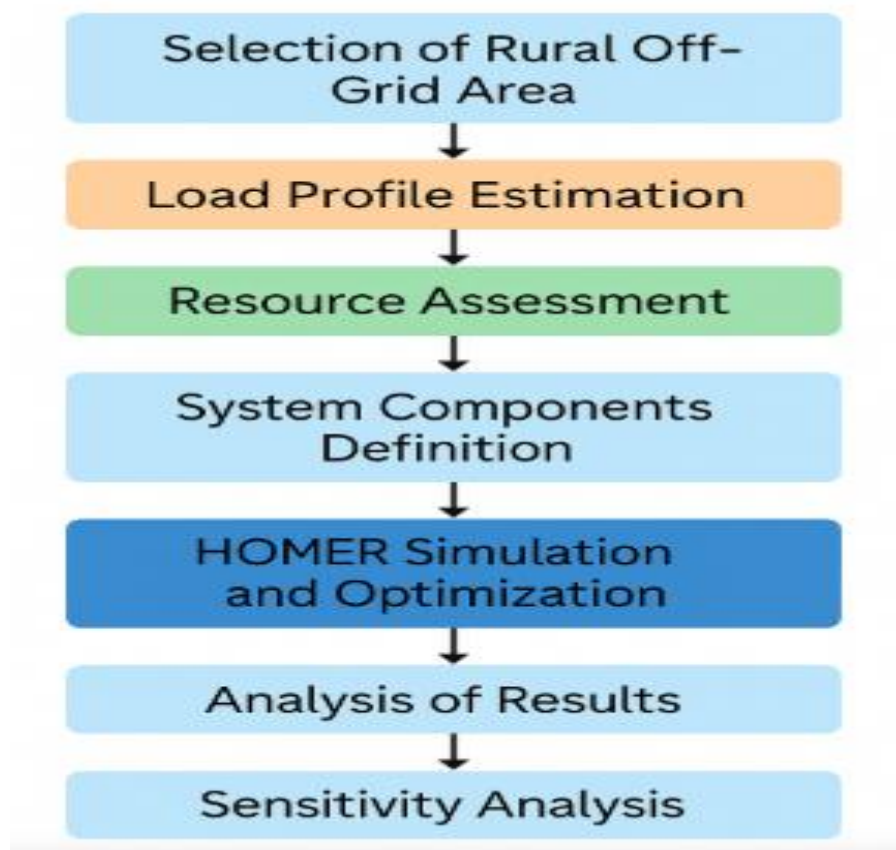 Selection of Rural Off-
Grid Area
Load Profile Estimation
Resource Assessment
System Components
Definition
HOMER Simulation
and Optimization
Analysis of Results
Sensitivity Analysis